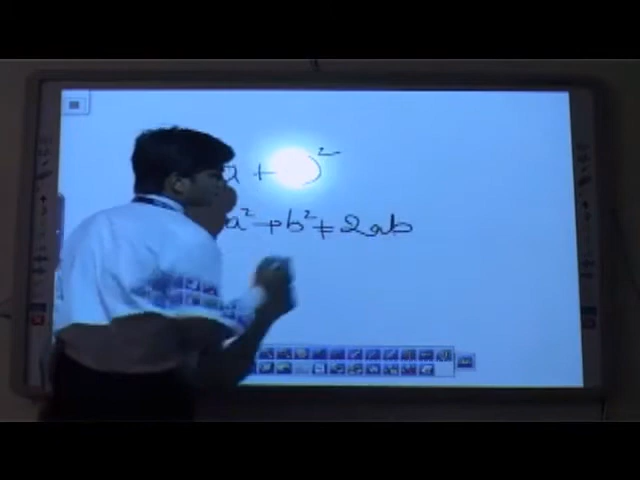 a + )²
a² + b² + 2ab